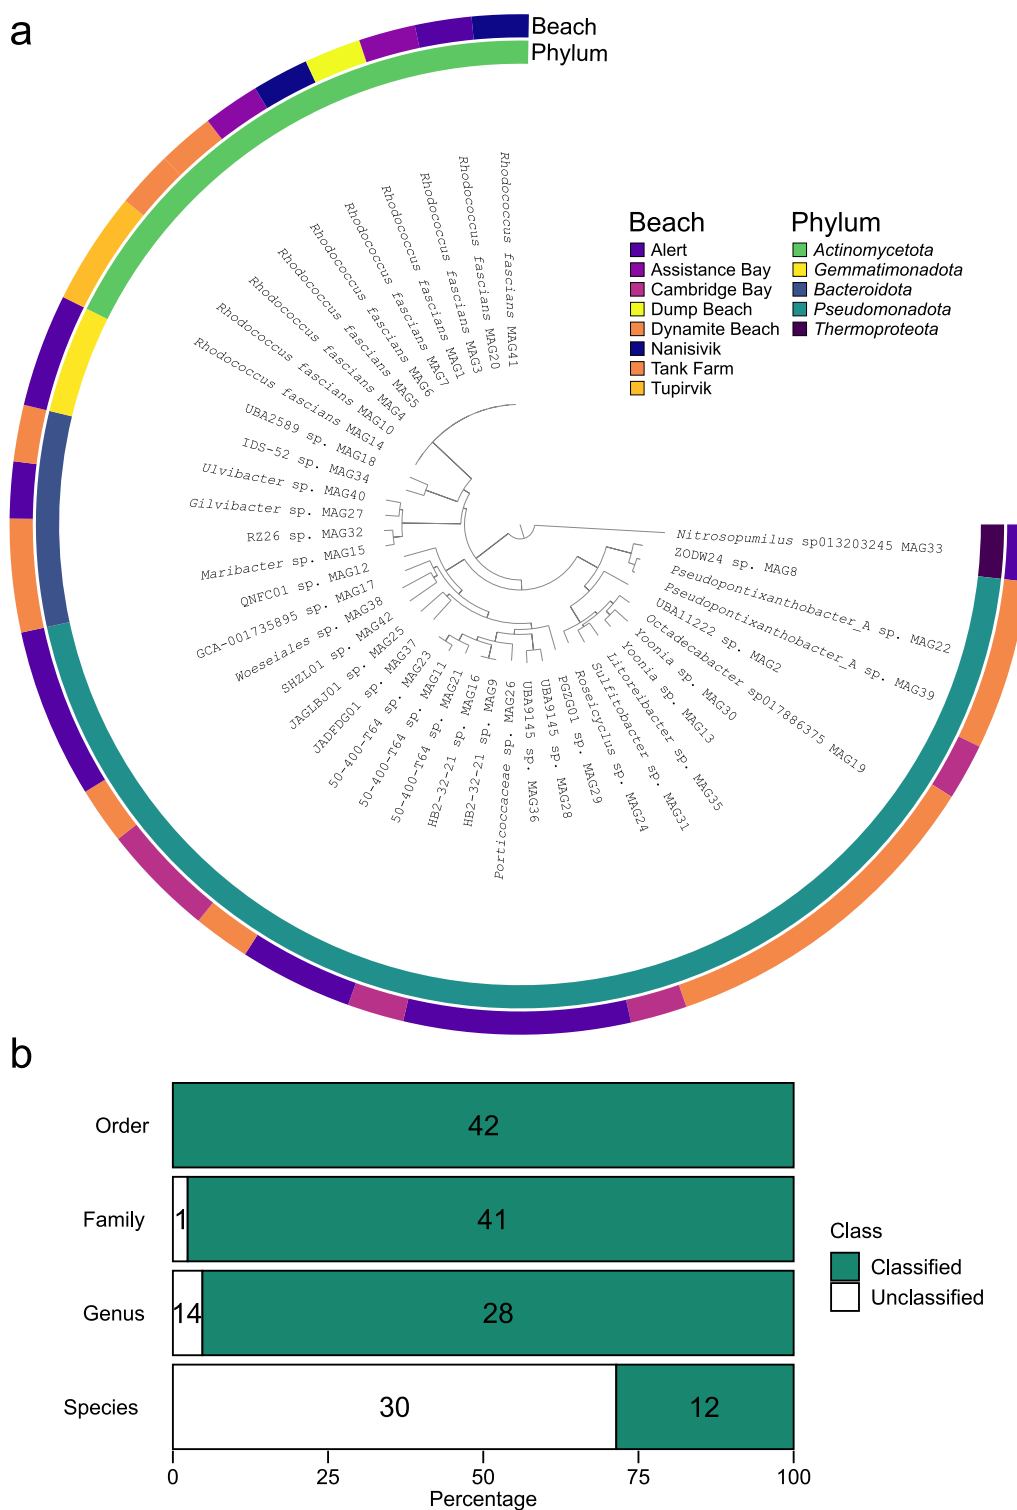 a
Beach
Phylum
Rhodococcus fascians MAG41
Rhodococcus fascians MAG20
Rhodococcus fascians MAG3
Rhodococcus fascians MAG1
Rhodococcus fascians MAG7
Rhodococcus fascians MAG6
Rhodococcus fascians MAG5
Rhodococcus fascians MAG4
Rhodococcus fascians MAG10
Rhodococcus fascians MAG14
UBA2589 sp. MAG18
IDS-52 sp. MAG34
Ulvibacter sp. MAG40
Gilvibacter sp. MAG27
RZ26 sp. MAG32
Maribacter sp. MAG15
QNFC01 sp. MAG12
GCA-001735895 sp. MAG17
Woeseiales sp. MAG38
SHZL01 sp. MAG42
JAGLBJ01 sp. MAG25
JADFDG01 sp. MAG37
50-400-T64 sp. MAG23
50-400-T64 sp. MAG11
50-400-T64 sp. MAG21
HB2-32-21 sp. MAG16
HB2-32-21 sp. MAG9
Porticoccaceae sp. MAG26
UBA9145 sp. MAG36
UBA9145 sp. MAG28
PGZG01 sp. MAG29
Roseicyclus sp. MAG24
Sulfitobacter sp. MAG31
Litoreibacter sp. MAG35
Yoonia sp. MAG13
Yoonia sp. MAG30
Octadecabacter sp017886375 MAG19
UBA11222 sp. MAG2
Pseudopontixanthobacter_A sp. MAG39
Pseudopontixanthobacter_A sp. MAG22
ZODW24 sp. MAG8
Nitrosopumilus sp013203245 MAG33
Beach
Alert
Assistance Bay
Cambridge Bay
Dump Beach
Dynamite Beach
Nanisivik
Tank Farm
Tupirvik
Phylum
Actinomycetota
Gemmatimonadota
Bacteroidota
Pseudomonadota
Thermoproteota
b
Order
42
Family
1
41
Genus
14
28
Species
30
12
0
25
50
75
100
Percentage
Class
Classified
Unclassified